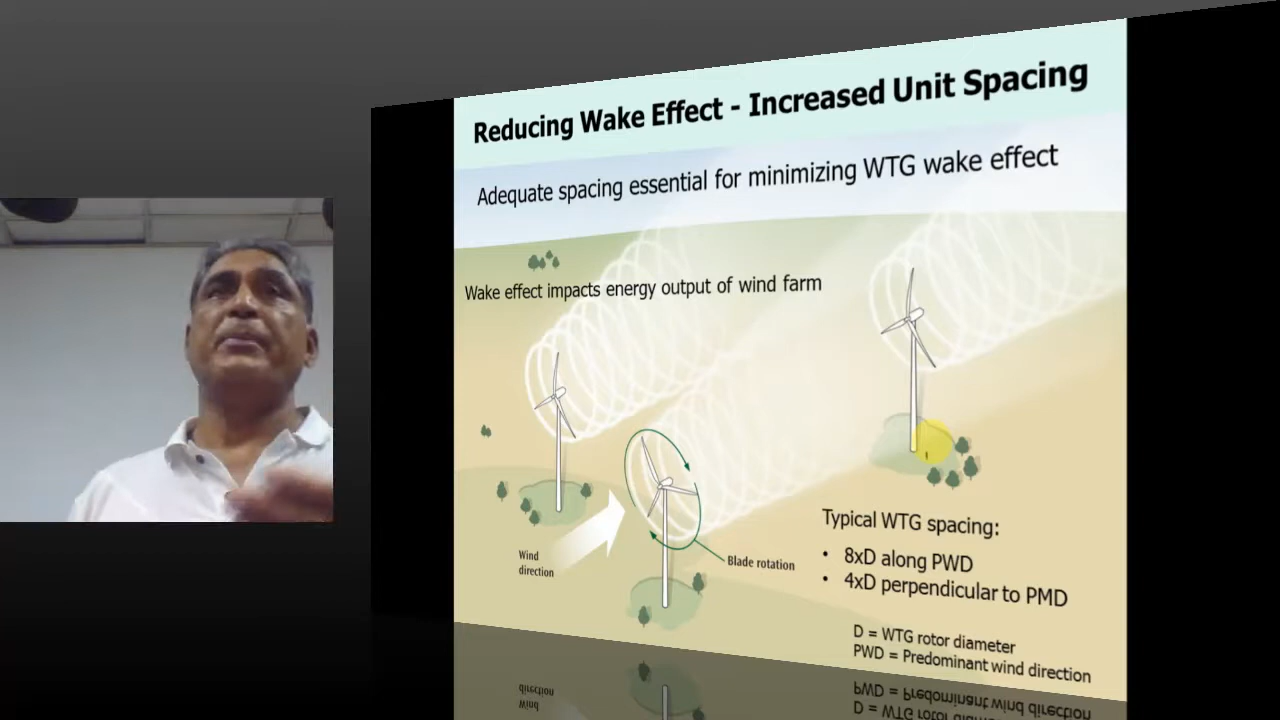 Reducing Wake Effect - Increased Unit Spacing
Adequate spacing essential for minimizing WTG wake effect
Wake effect impacts energy output of wind farm
Wind
direction
Blade rotation
Typical WTG spacing:
• 8xD along PWD
• 4xD perpendicular to PMD
D = WTG rotor diameter
PWD = Predominant wind direction